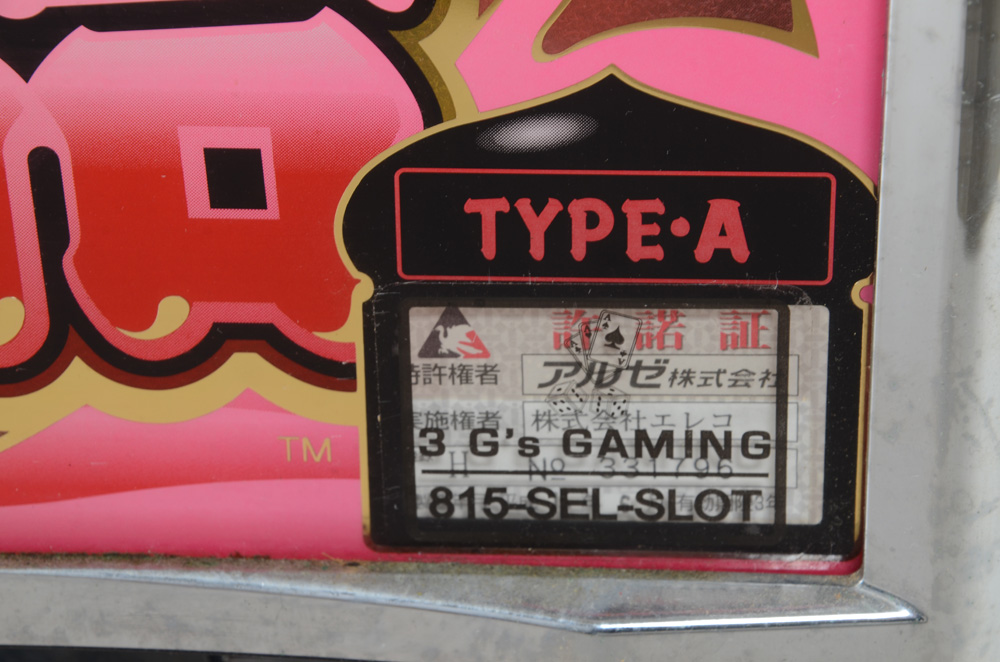 TYPE・A
許諾証
特許権者 アルゼ株式会社
実施権者 株式会社エレコ
3 G's GAMING
H No 331796
815-SEL-SLOT
TM